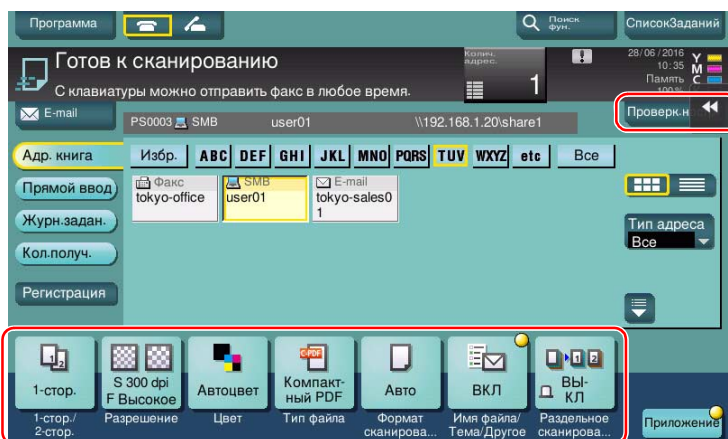 Программа
Поиск
фун.
СписокЗаданий
Готов к сканированию
С клавиатуры можно отправить факс в любое время.
Колич.
адрес.
1
28/06/2016
10:35
Память
100 %
Y
M
C
E-mail
PS0003 SMB user01 \\192.168.1.20\share1
Адр. книга
Избр. ABC DEF GHI JKL MNO PQRS TUV WXYZ etc Все
Прямой ввод
Журн.задан.
Кол.получ.
Регистрация
Факс
tokyo-office
SMB
user01
E-mail
tokyo-sales0
1
Тип адреса
Все
1-стор.
S 300 dpi
F Высокое
Автоцвет
Компакт-
ный PDF
Авто
ВКЛ
ВЫ-
КЛ
1-стор./
2-стор.
Разрешение
Цвет
Тип файла
Формат
сканирова...
Имя файла/
Тема/Другое
Раздельное
сканирова...
Приложение